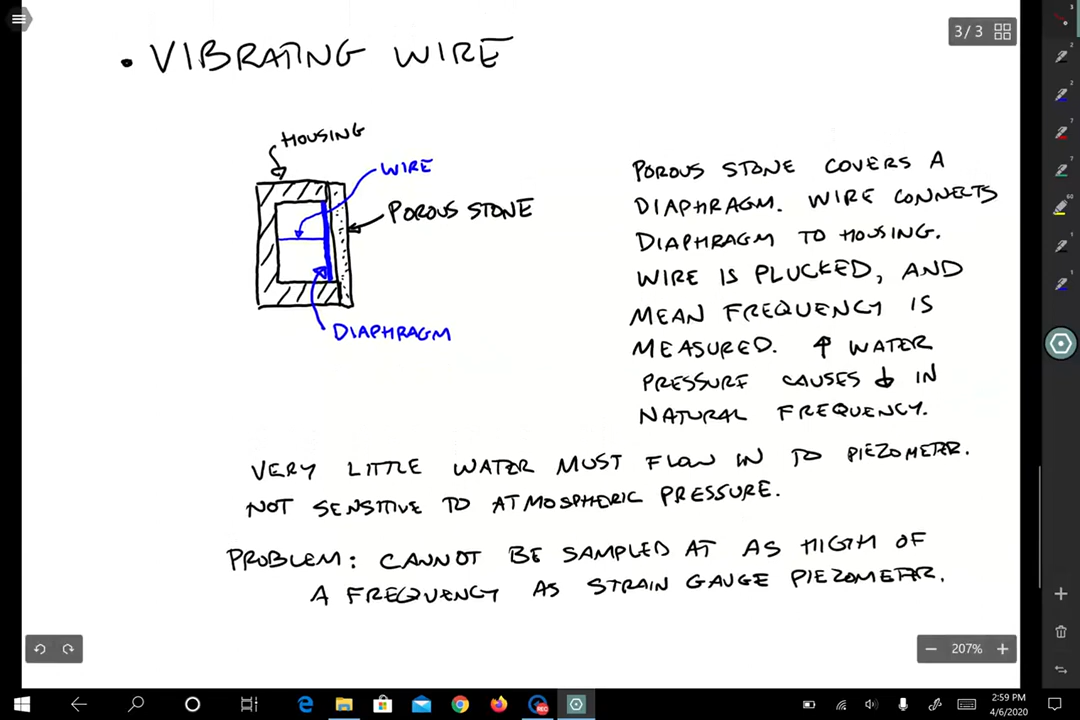 3 / 3
• VIBRATING WIRE
HOUSING
WIRE
POROUS STONE
DIAPHRAGM
POROUS STONE COVERS A
DIAPHRAGM. WIRE CONNECTS
DIAPHRAGM TO HOUSING.
WIRE IS PLUCKED, AND
MEAN FREQUENCY IS
MEASURED. ↑ WATER
PRESSURE CAUSES ↓ IN
NATURAL FREQUENCY.
VERY LITTLE WATER MUST FLOW IN TO PIEZOMETER.
NOT SENSITIVE TO ATMOSPHERIC PRESSURE.
PROBLEM: CANNOT BE SAMPLED AT AS HIGH OF
A FREQUENCY AS STRAIN GAUGE PIEZOMETER.
207%
REC
2:59 PM
4/6/2020